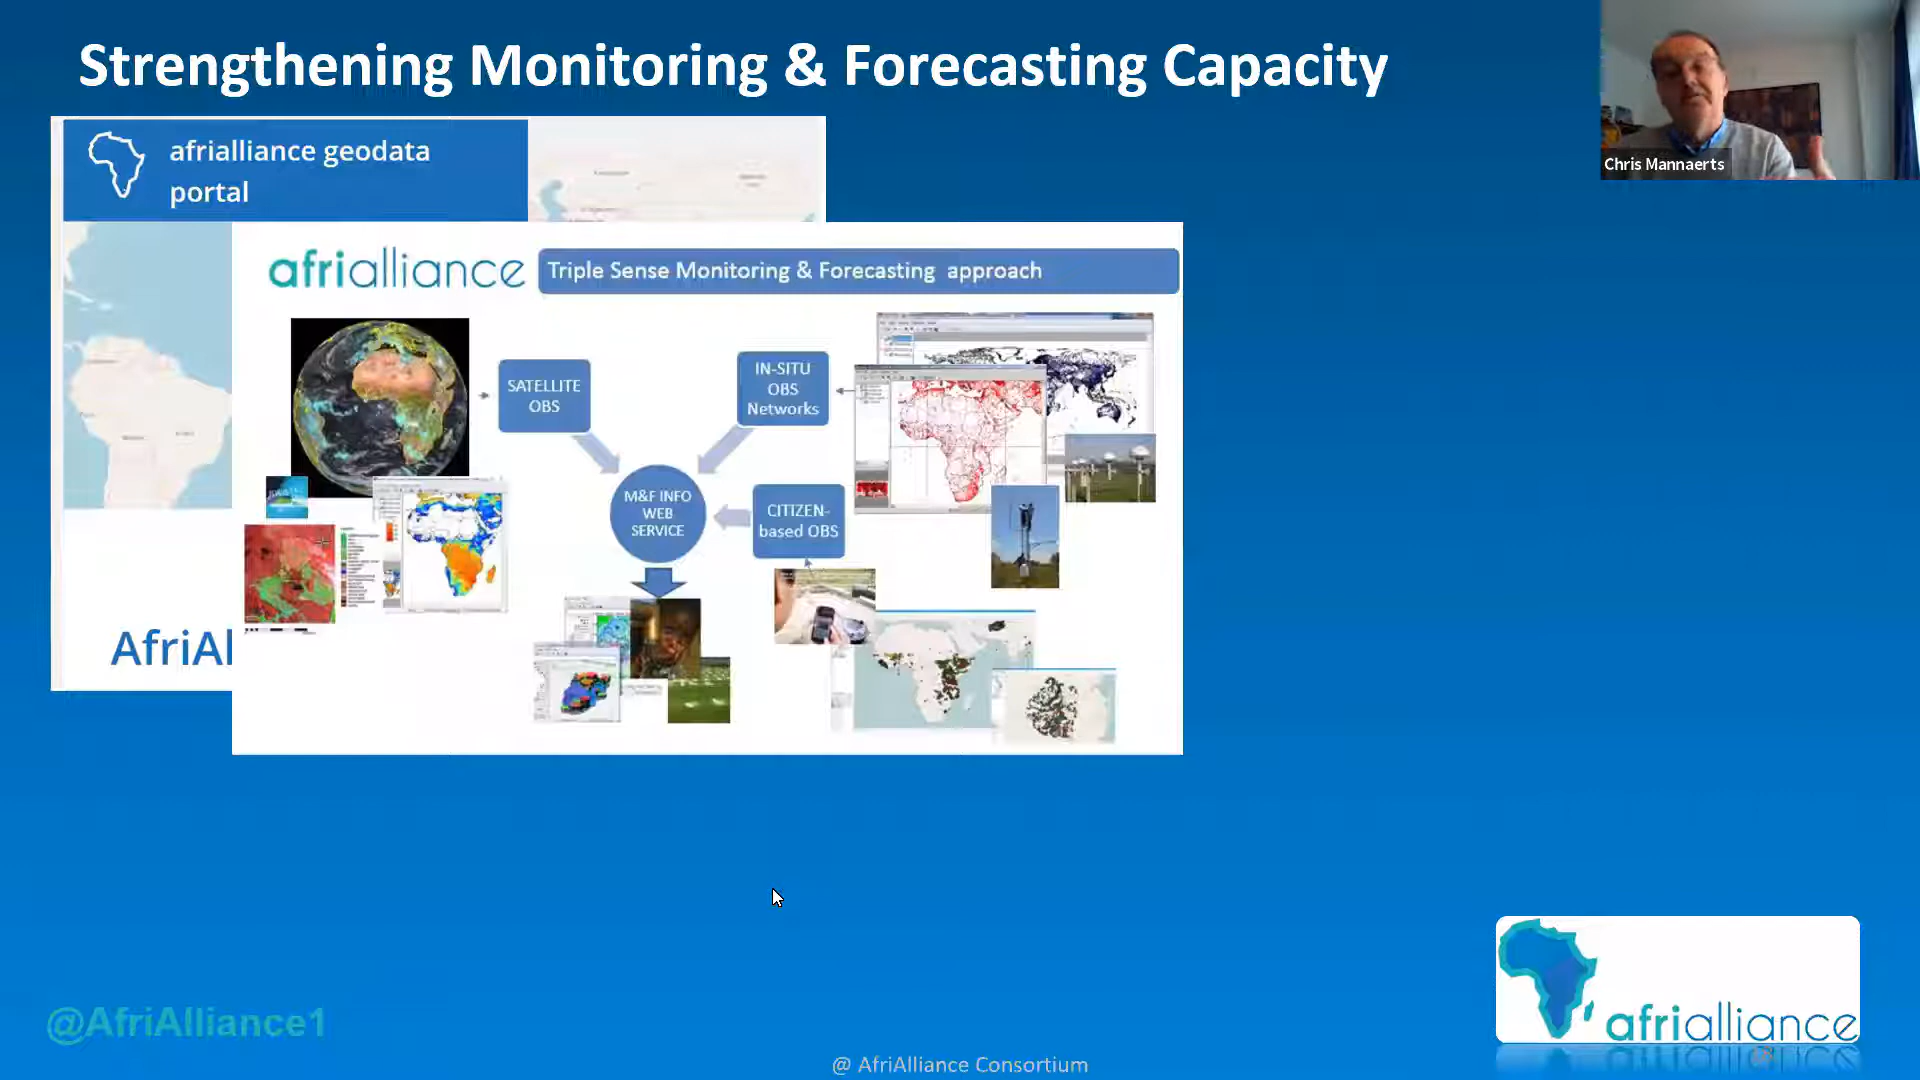 Strengthening Monitoring & Forecasting Capacity
Chris Mannaerts
afrialliance geodata
portal
afrialliance
Triple Sense Monitoring & Forecasting approach
SATELLITE
OBS
IN-SITU
OBS
Networks
M&F INFO
WEB
SERVICE
CITIZEN-
based OBS
AfriAl
@AfriAlliance1
afrialliance
@ AfriAlliance Consortium